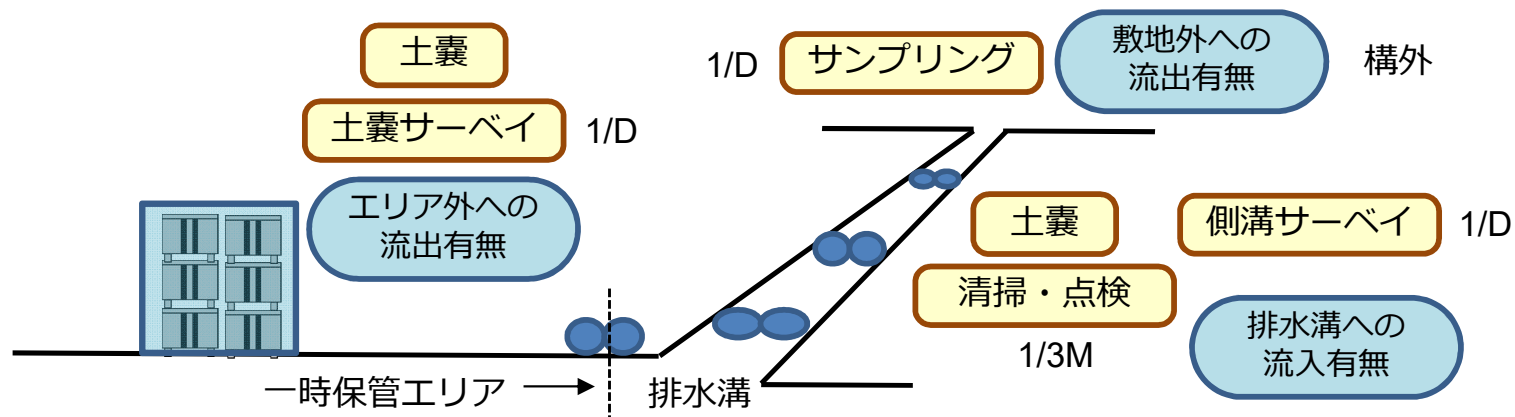 土嚢
土嚢サーベイ
1/D
エリア外への
流出有無
1/D
サンプリング
敷地外への
流出有無
構外
土嚢
清掃・点検
1/3M
側溝サーベイ
1/D
排水溝への
流入有無
一時保管エリア
排水溝